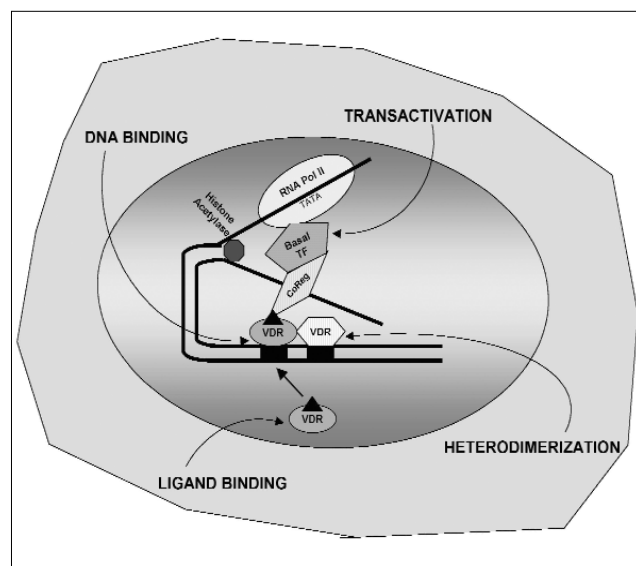 TRANSACTIVATION
DNA BINDING
RNA Pol II
TATA
Histone
Acetylase
Basal
TF
CoReg
VDR
VDR
VDR
HETERODIMERIZATION
LIGAND BINDING